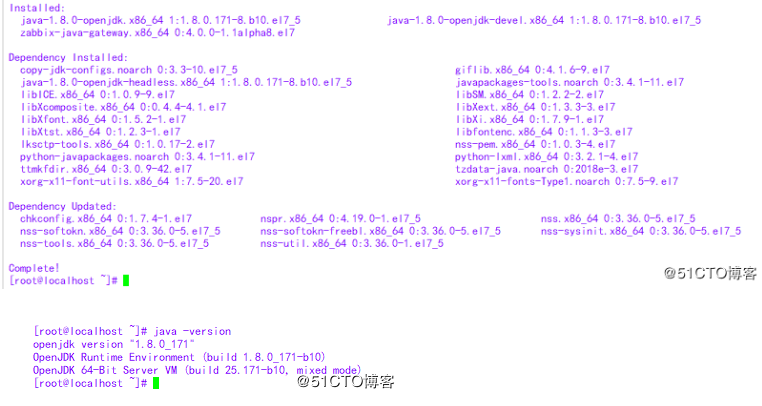 Installed:
java-1.8.0-openjdk.x86_64 1:1.8.0.171-8.b10.el7_5 java-1.8.0-openjdk-devel.x86_64 1:1.8.0.171-8.b10.el7_5
zabbix-java-gateway.x86_64 0:4.0.0-1.1alpha8.el7
Dependency Installed:
copy-jdk-configs.noarch 0:3.3-10.el7_5 giflib.x86_64 0:4.1.6-9.el7
java-1.8.0-openjdk-headless.x86_64 1:1.8.0.171-8.b10.el7_5 javapackages-tools.noarch 0:3.4.1-11.el7
libICE.x86_64 0:1.0.9-9.el7 libSM.x86_64 0:1.2.2-2.el7
libXcomposite.x86_64 0:0.4.4-4.1.el7 libXext.x86_64 0:1.3.3-3.el7
libXfont.x86_64 0:1.5.2-1.el7 libXi.x86_64 0:1.7.9-1.el7
libXtst.x86_64 0:1.2.3-1.el7 libfontenc.x86_64 0:1.1.3-3.el7
lksctp-tools.x86_64 0:1.0.17-2.el7 nss-pem.x86_64 0:1.0.3-4.el7
python-javapackages.noarch 0:3.4.1-11.el7 python-lxml.x86_64 0:3.2.1-4.el7
ttmkfdir.x86_64 0:3.0.9-42.el7 tzdata-java.noarch 0:2018e-3.el7
xorg-x11-font-utils.x86_64 1:7.5-20.el7 xorg-x11-fonts-Type1.noarch 0:7.5-9.el7
Dependency Updated:
chkconfig.x86_64 0:1.7.4-1.el7 nspr.x86_64 0:4.19.0-1.el7_5 nss.x86_64 0:3.36.0-5.el7_5
nss-softokn.x86_64 0:3.36.0-5.el7_5 nss-softokn-freebl.x86_64 0:3.36.0-5.el7_5 nss-sysinit.x86_64 0:3.36.0-5.el7_5
nss-tools.x86_64 0:3.36.0-5.el7_5 nss-util.x86_64 0:3.36.0-1.el7_5
Complete!
[root@localhost ~]#
@51CTO博客
[root@localhost ~]# java -version
openjdk version "1.8.0_171"
OpenJDK Runtime Environment (build 1.8.0_171-b10)
OpenJDK 64-Bit Server VM (build 25.171-b10, mixed mode)
[root@localhost ~]#
@51CTO博客